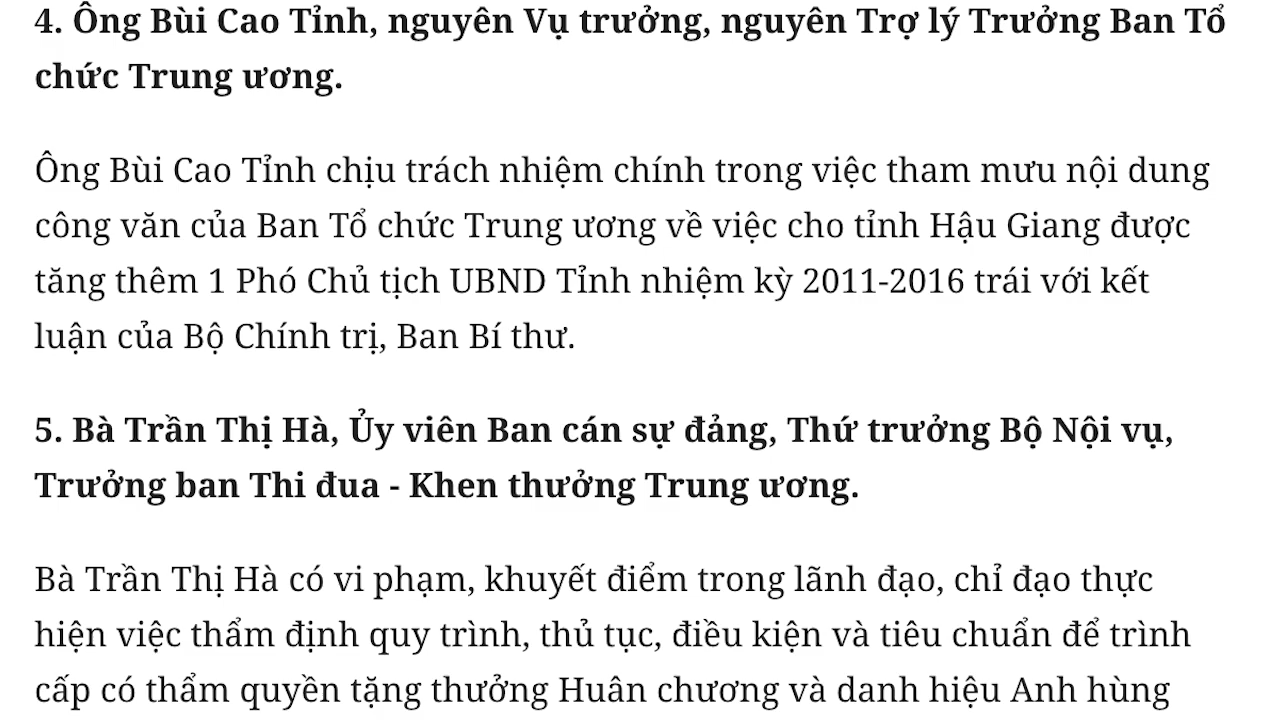 4. Ông Bùi Cao Tỉnh, nguyên Vụ trưởng, nguyên Trợ lý Trưởng Ban Tổ
chức Trung ương.
Ông Bùi Cao Tỉnh chịu trách nhiệm chính trong việc tham mưu nội dung
công văn của Ban Tổ chức Trung ương về việc cho tỉnh Hậu Giang được
tăng thêm 1 Phó Chủ tịch UBND Tỉnh nhiệm kỳ 2011-2016 trái với kết
luận của Bộ Chính trị, Ban Bí thư.
5. Bà Trần Thị Hà, Ủy viên Ban cán sự đảng, Thứ trưởng Bộ Nội vụ,
Trưởng ban Thi đua - Khen thưởng Trung ương.
Bà Trần Thị Hà có vi phạm, khuyết điểm trong lãnh đạo, chỉ đạo thực
hiện việc thẩm định quy trình, thủ tục, điều kiện và tiêu chuẩn để trình
cấp có thẩm quyền tặng thưởng Huân chương và danh hiệu Anh hùng